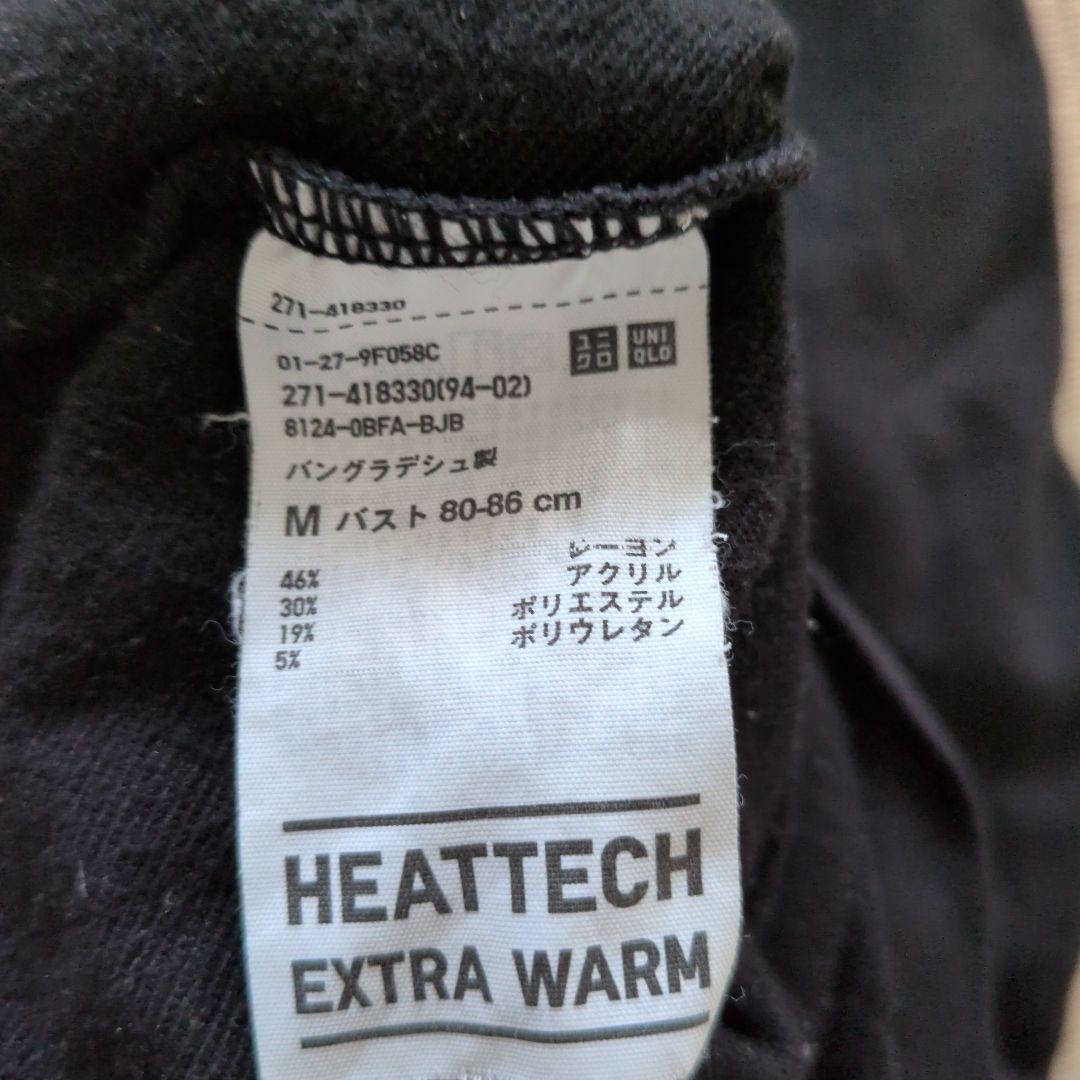 271-418330
01-27-9F058C
ユニクロ UNIQLO
271-418330(94-02)
8124-0BFA-BJB
バングラデシュ製
M バスト 80-86 cm
レーヨン
46% アクリル
30% ポリエステル
19% ポリウレタン
5%
HEATTECH
EXTRA WARM